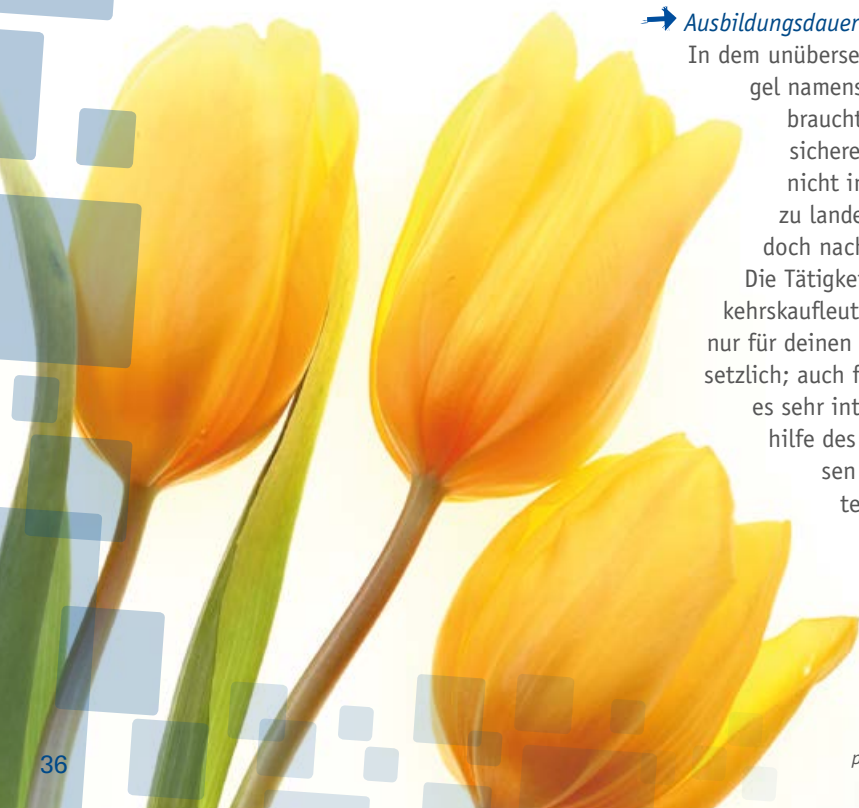 Ausbildungsdauer
In dem unüberse
gel namens
braucht
sichere
nicht in
zu lande
doch nach
Die Tätigkei
kehrskaufleut
nur für deinen
setzlich; auch f
es sehr int
hilfe des
sen
te
36
p